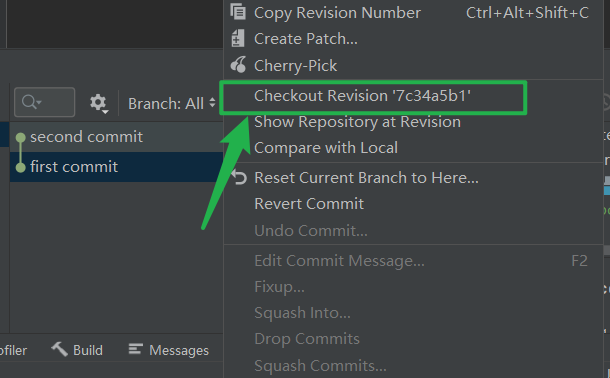 Copy Revision Number Ctrl+Alt+Shift+C
Create Patch...
Cherry-Pick
Checkout Revision '7c34a5b1'
Show Repository at Revision
Compare with Local
Reset Current Branch to Here...
Revert Commit
Undo Commit...
Edit Commit Message... F2
Fixup...
Squash Into...
Drop Commits
Squash Commits...
Branch: All
second commit
first commit
ofiler
Build
Messages